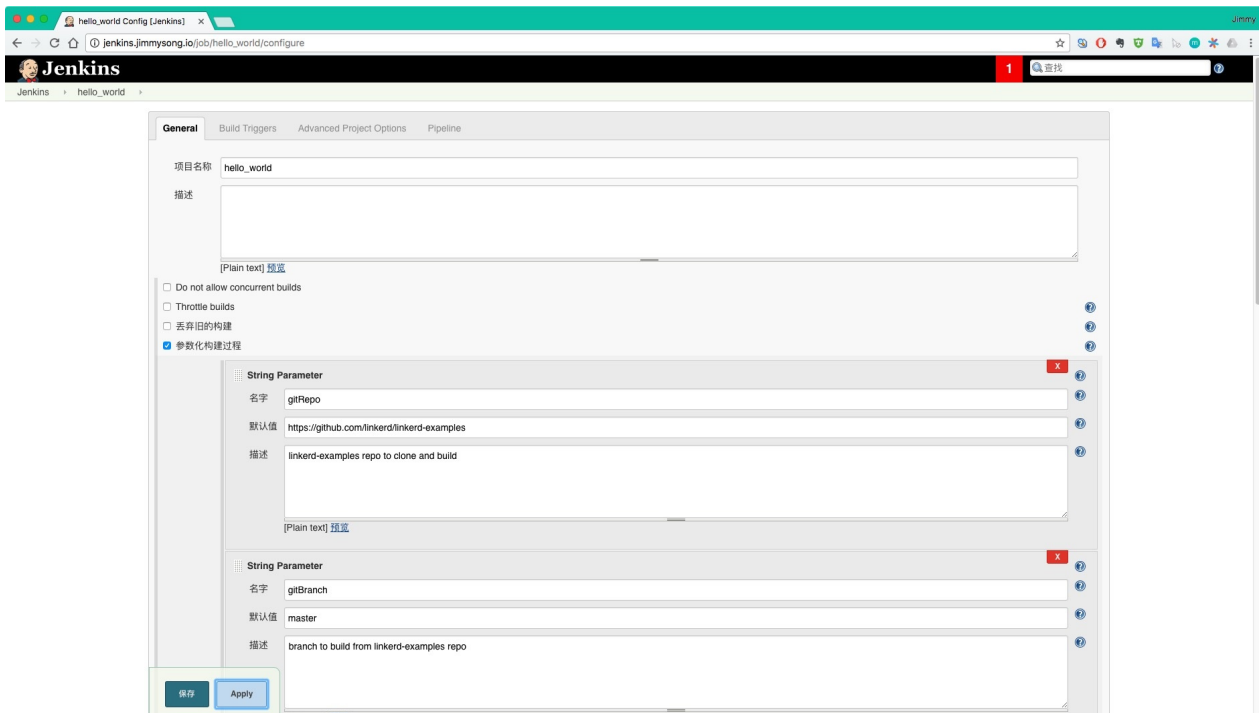 hello_world Config [Jenkins]
Jimmy
jenkins.jimmysong.io/job/hello_world/configure
Jenkins
1
查找
Jenkins hello_world
General Build Triggers Advanced Project Options Pipeline
项目名称 hello_world
描述
[Plain text] 预览
Do not allow concurrent builds
Throttle builds
丢弃旧的构建
参数化构建过程
X
String Parameter
名字 gitRepo
默认值 https://github.com/linkerd/linkerd-examples
描述 linkerd-examples repo to clone and build
[Plain text] 预览
X
String Parameter
名字 gitBranch
默认值 master
描述 branch to build from linkerd-examples repo
保存 Apply